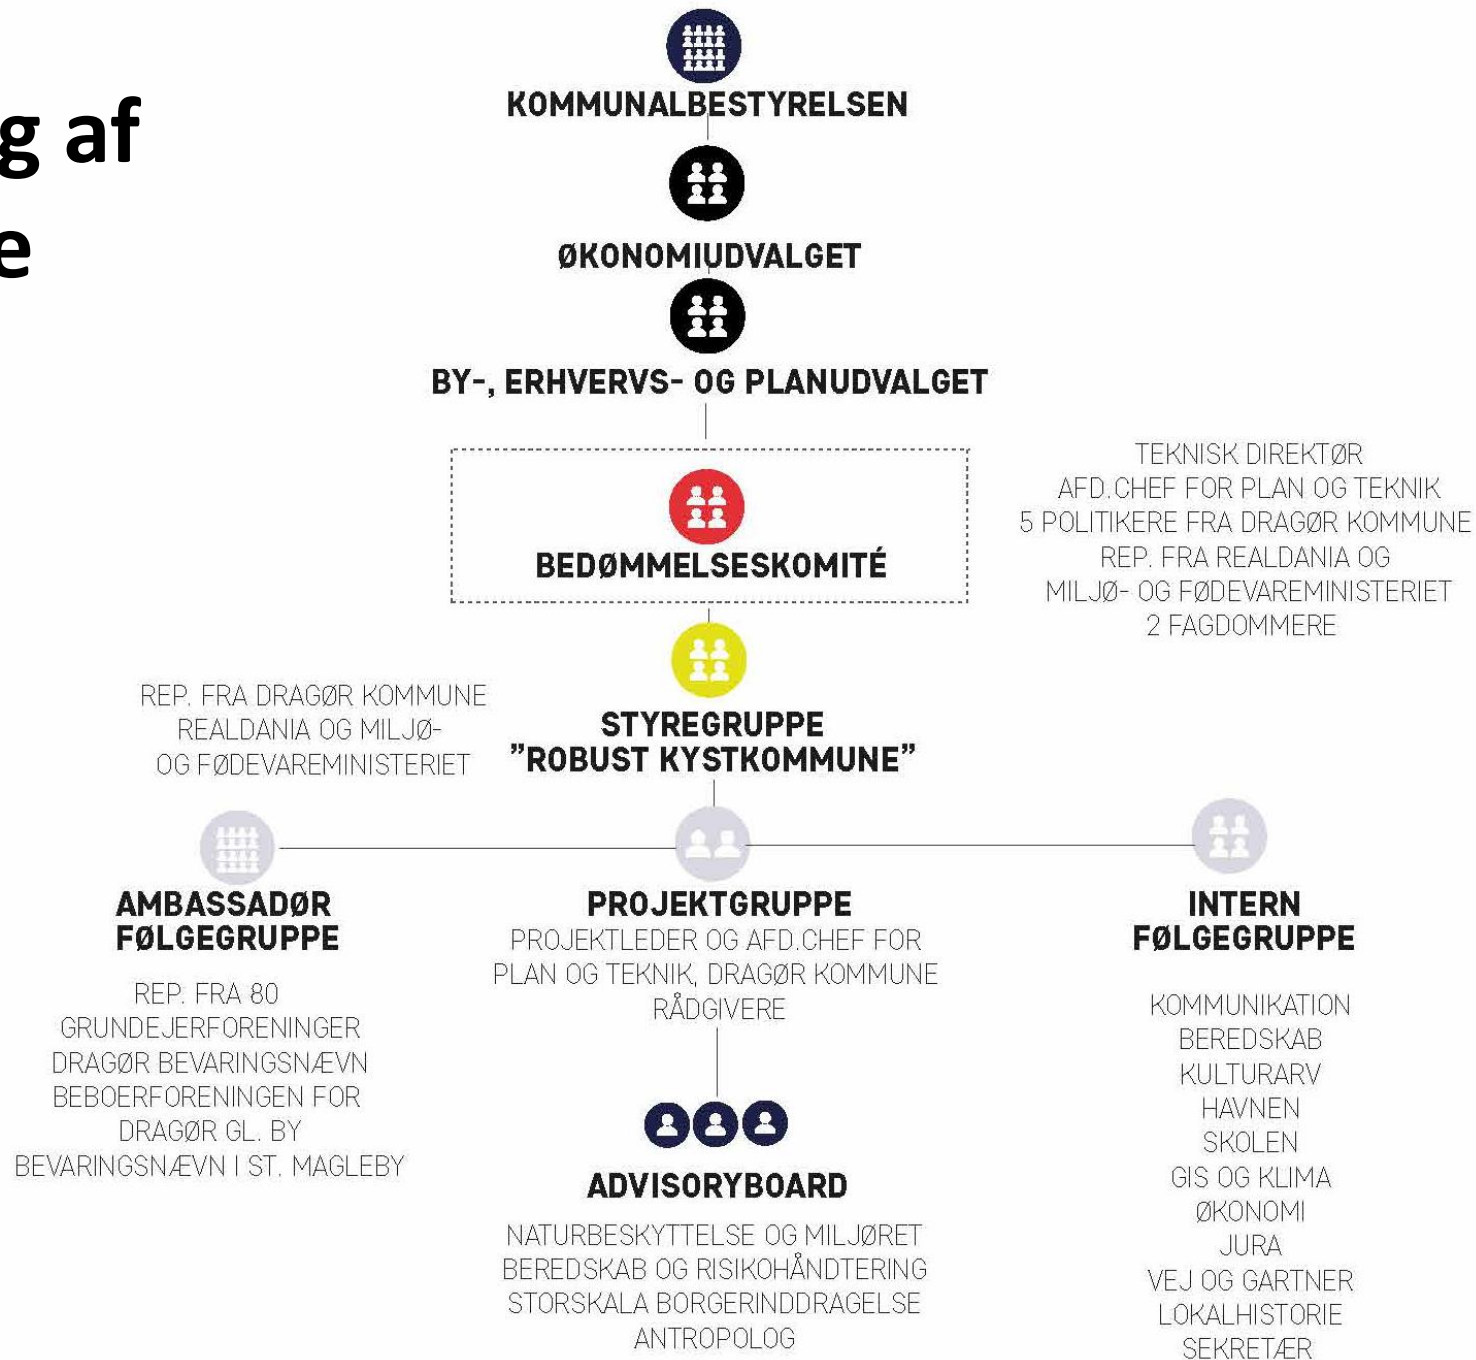 g af
e
KOMMUNALBESTYRELSEN
ØKONOMIUDVALGET
BY-, ERHVERVS- OG PLANUDVALGET
BEDØMMELSESKOMITÉ
TEKNISK DIREKTØR
AFD.CHEF FOR PLAN OG TEKNIK
5 POLITIKERE FRA DRAGØR KOMMUNE
REP. FRA REALDANIA OG
MILJØ- OG FØDEVAREMINISTERIET
2 FAGDOMMERE
REP. FRA DRAGØR KOMMUNE
REALDANIA OG MILJØ-
OG FØDEVAREMINISTERIET
STYREGRUPPE
”ROBUST KYSTKOMMUNE”
AMBASSADØR
FØLGEGRUPPE
REP. FRA 80
GRUNDEJERFORENINGER
DRAGØR BEVARINGSNÆVN
BEBOERFORENINGEN FOR
DRAGØR GL. BY
BEVARINGSNÆVN I ST. MAGLEBY
PROJEKTGRUPPE
PROJEKTLEDER OG AFD.CHEF FOR
PLAN OG TEKNIK, DRAGØR KOMMUNE
RÅDGIVERE
ADVISORYBOARD
NATURBESKYTTELSE OG MILJØRET
BEREDSKAB OG RISIKOHÅNDTERING
STORSKALA BORGERINDDRAGELSE
ANTROPOLOG
INTERN
FØLGEGRUPPE
KOMMUNIKATION
BEREDSKAB
KULTURARV
HAVNEN
SKOLEN
GIS OG KLIMA
ØKONOMI
JURA
VEJ OG GARTNER
LOKALHISTORIE
SEKRETÆR